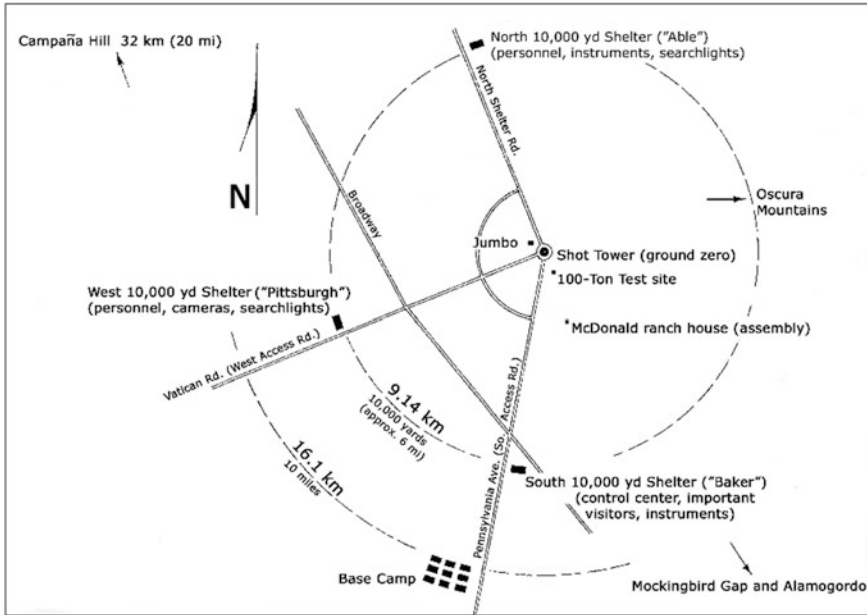 Campaña Hill 32 km (20 mi)
North 10,000 yd Shelter ("Able")
(personnel, instruments, searchlights)
North Shelter Rd.
N
Broadway
Oscura
Mountains
Jumbo
Shot Tower (ground zero)
100-Ton Test site
West 10,000 yd Shelter ("Pittsburgh")
(personnel, cameras, searchlights)
McDonald ranch house (assembly)
Vatican Rd. (West Access Rd.)
9.14 km
10,000 yards
(approx. 6 mi)
16.1 km
10 miles
Pennsylvania Ave. (So. Access Rd.)
South 10,000 yd Shelter ("Baker")
(control center, important
visitors, instruments)
Base Camp
Mockingbird Gap and Alamogordo